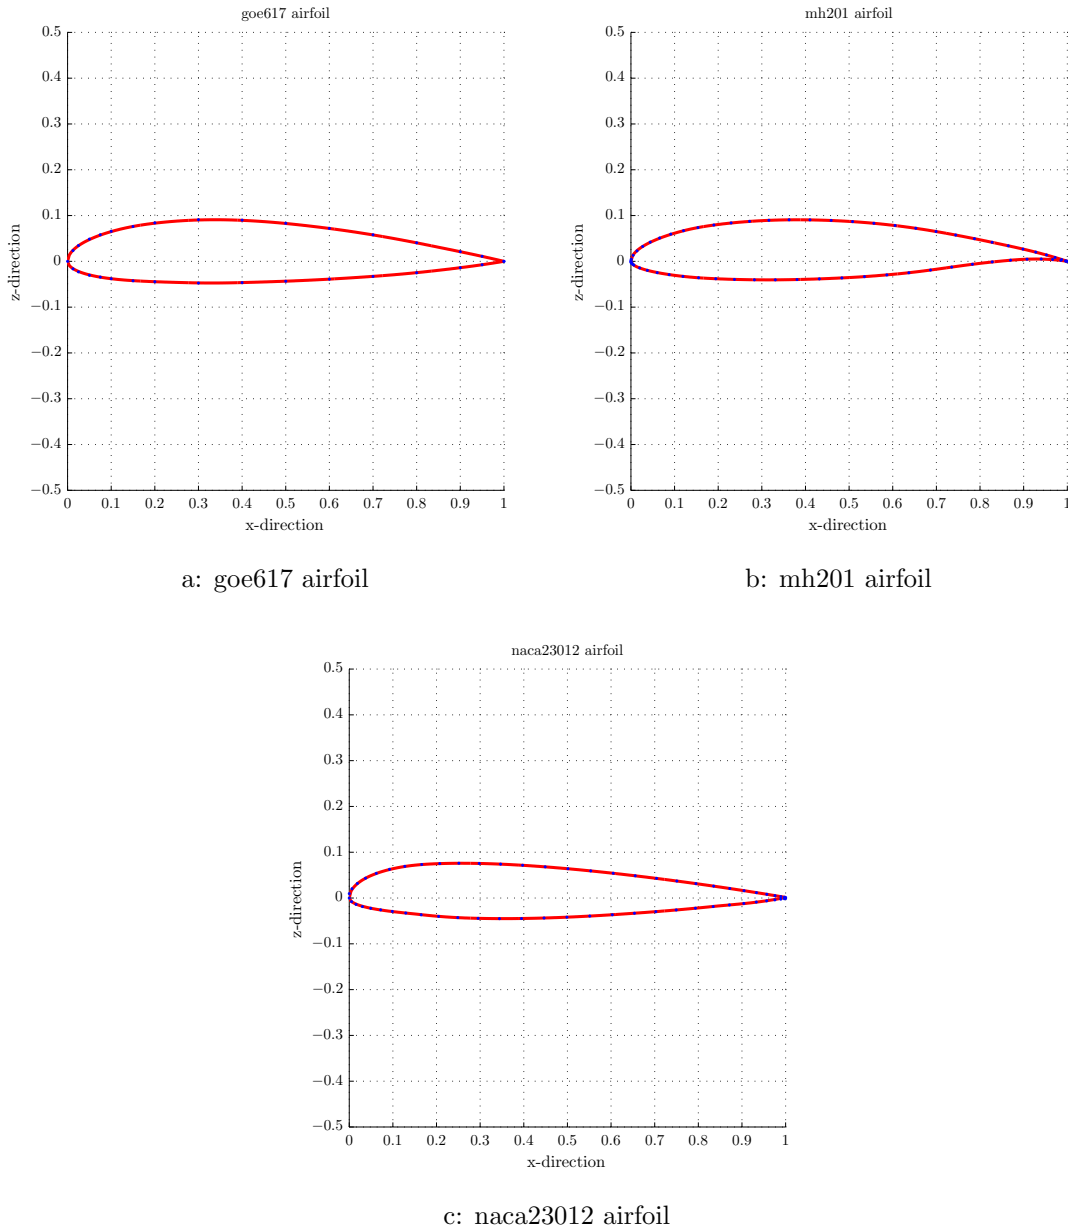 goe617 airfoil
0.5
0.4
0.3
0.2
0.1
0
−0.1
−0.2
−0.3
−0.4
−0.5
z-direction
0 0.1 0.2 0.3 0.4 0.5 0.6 0.7 0.8 0.9 1
x-direction
a: goe617 airfoil
mh201 airfoil
0.5
0.4
0.3
0.2
0.1
0
−0.1
−0.2
−0.3
−0.4
−0.5
z-direction
0 0.1 0.2 0.3 0.4 0.5 0.6 0.7 0.8 0.9 1
x-direction
b: mh201 airfoil
naca23012 airfoil
0.5
0.4
0.3
0.2
0.1
0
−0.1
−0.2
−0.3
−0.4
−0.5
z-direction
0 0.1 0.2 0.3 0.4 0.5 0.6 0.7 0.8 0.9 1
x-direction
c: naca23012 airfoil